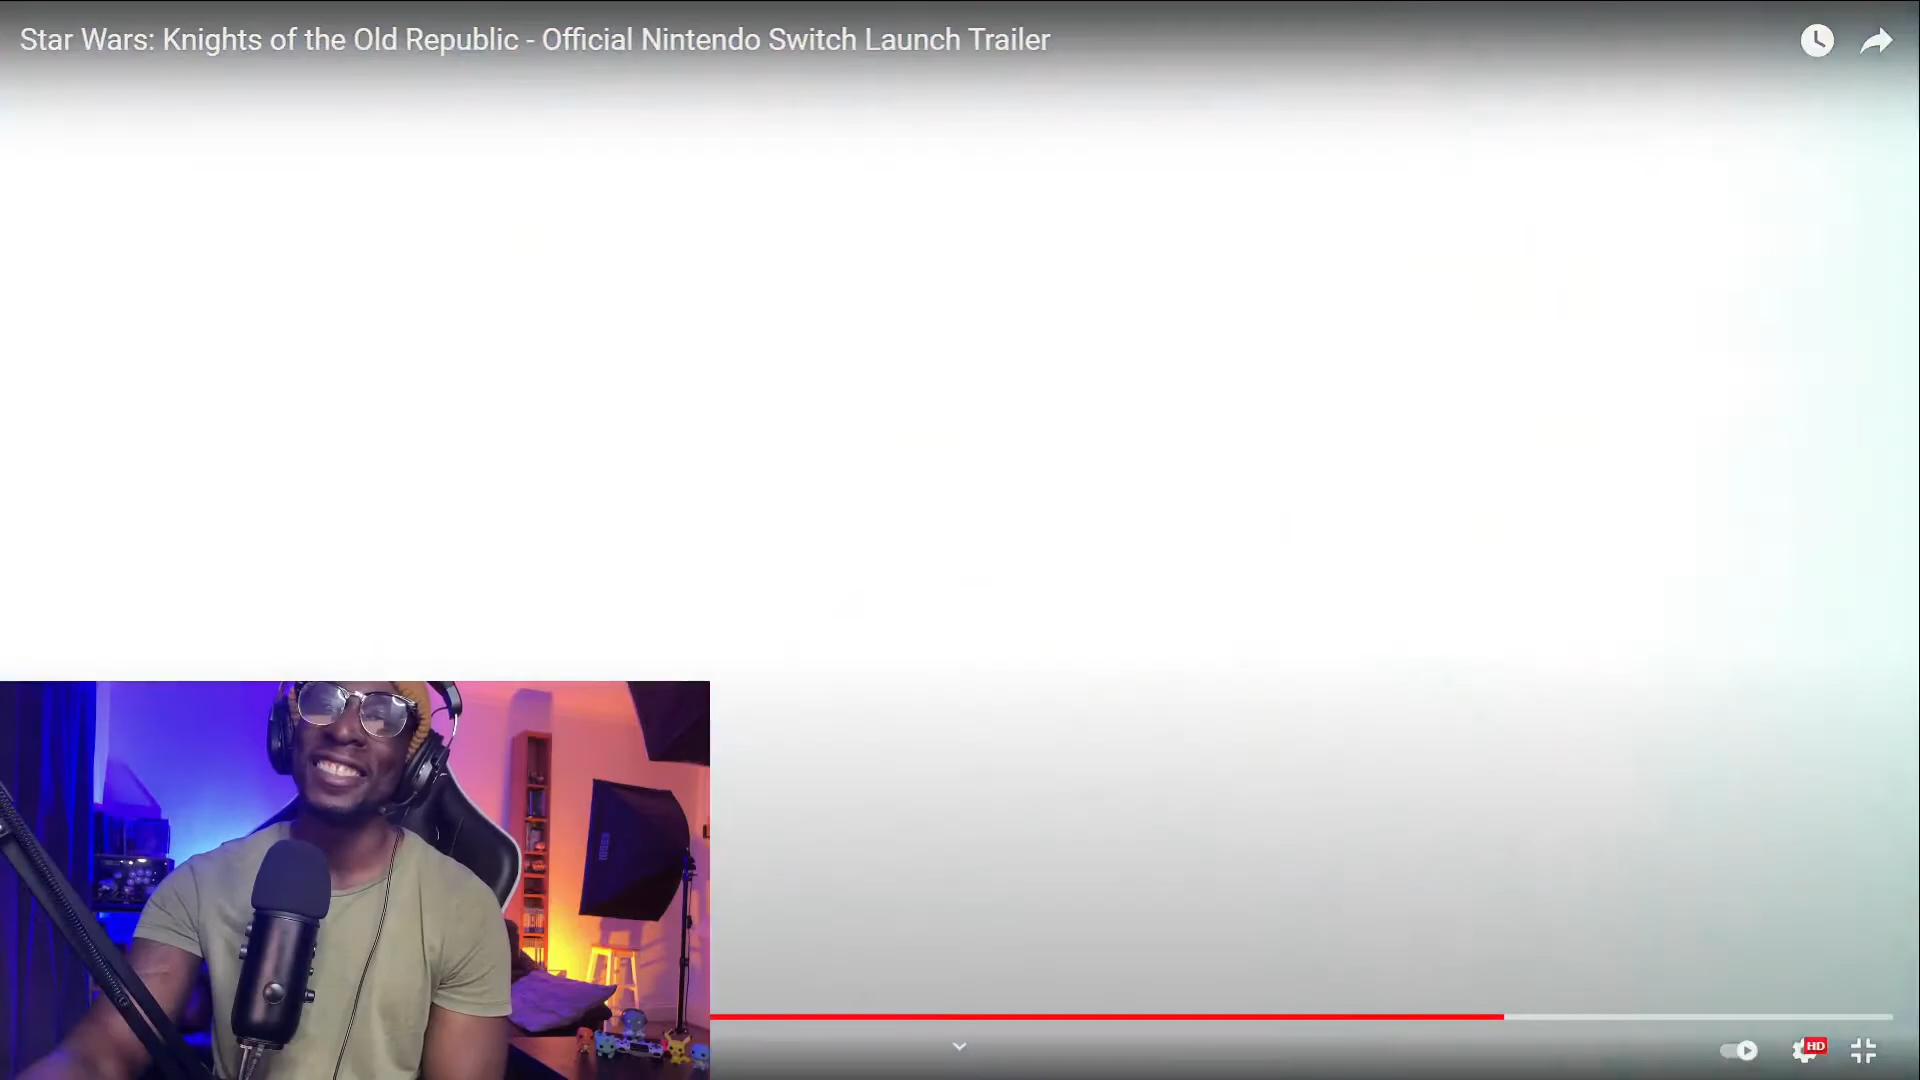 Star Wars: Knights of the Old Republic - Official Nintendo Switch Launch Trailer
HD